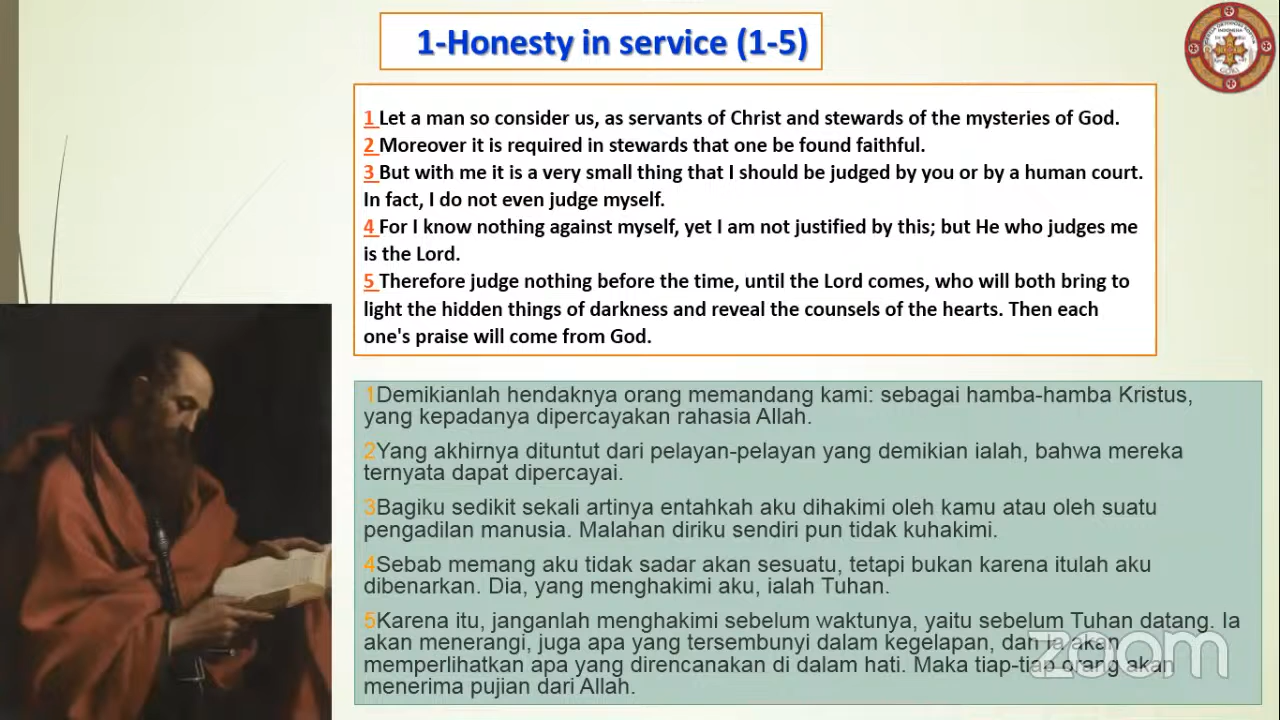 1-Honesty in service (1-5)
1 Let a man so consider us, as servants of Christ and stewards of the mysteries of God.
2 Moreover it is required in stewards that one be found faithful.
3 But with me it is a very small thing that I should be judged by you or by a human court.
In fact, I do not even judge myself.
4 For I know nothing against myself, yet I am not justified by this; but He who judges me
is the Lord.
5 Therefore judge nothing before the time, until the Lord comes, who will both bring to
light the hidden things of darkness and reveal the counsels of the hearts. Then each
one's praise will come from God.
1Demikianlah hendaknya orang memandang kami: sebagai hamba-hamba Kristus,
yang kepadanya dipercayakan rahasia Allah.
2Yang akhirnya dituntut dari pelayan-pelayan yang demikian ialah, bahwa mereka
ternyata dapat dipercayai.
3Bagiku sedikit sekali artinya entahkah aku dihakimi oleh kamu atau oleh suatu
pengadilan manusia. Malahan diriku sendiri pun tidak kuhakimi.
4Sebab memang aku tidak sadar akan sesuatu, tetapi bukan karena itulah aku
dibenarkan. Dia, yang menghakimi aku, ialah Tuhan.
5Karena itu, janganlah menghakimi sebelum waktunya, yaitu sebelum Tuhan datang. Ia
akan menerangi, juga apa yang tersembunyi dalam kegelapan, dan Ia akan
memperlihatkan apa yang direncanakan di dalam hati. Maka tiap-tiap orang akan
menerima pujian dari Allah.
zoom